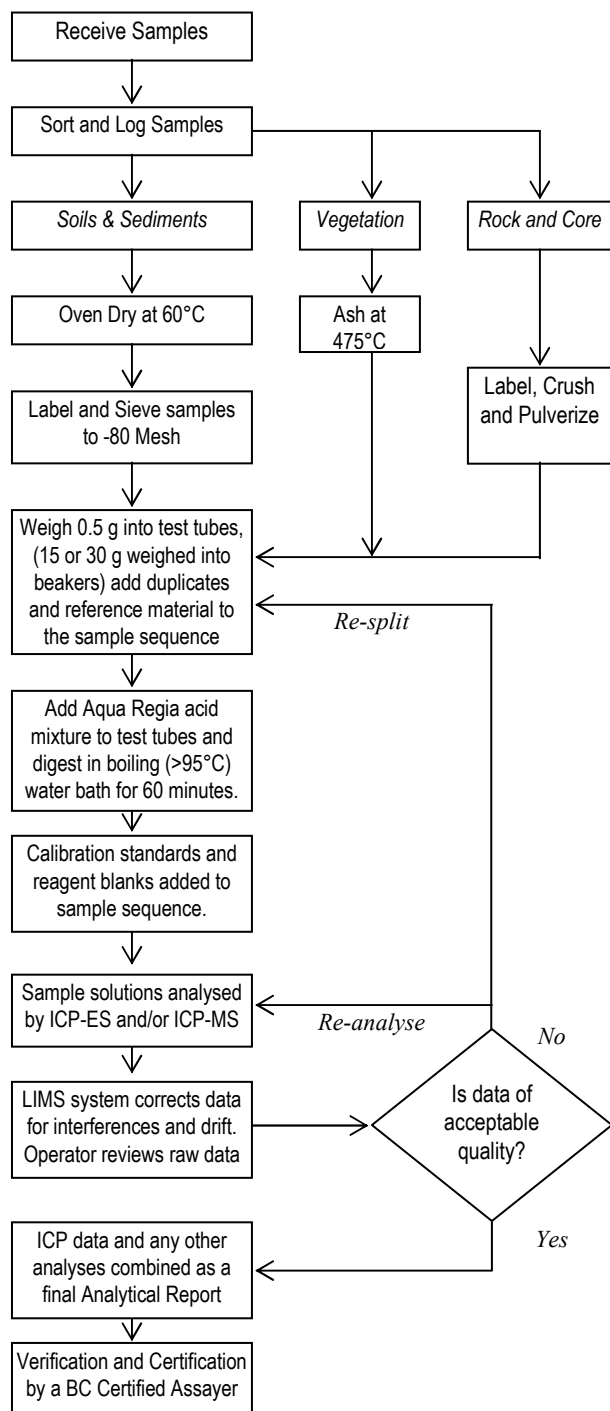 Receive Samples
Sort and Log Samples
Soils & Sediments
Vegetation
Rock and Core
Oven Dry at 60°C
Ash at
475°C
Label and Sieve samples
to -80 Mesh
Label, Crush
and Pulverize
Weigh 0.5 g into test tubes,
(15 or 30 g weighed into
beakers) add duplicates
and reference material to
the sample sequence
Re-split
Add Aqua Regia acid
mixture to test tubes and
digest in boiling (>95°C)
water bath for 60 minutes.
Calibration standards and
reagent blanks added to
sample sequence.
Sample solutions analysed
by ICP-ES and/or ICP-MS
Re-analyse
No
LIMS system corrects data
for interferences and drift.
Operator reviews raw data
Is data of
acceptable
quality?
Yes
ICP data and any other
analyses combined as a
final Analytical Report
Verification and Certification
by a BC Certified Assayer